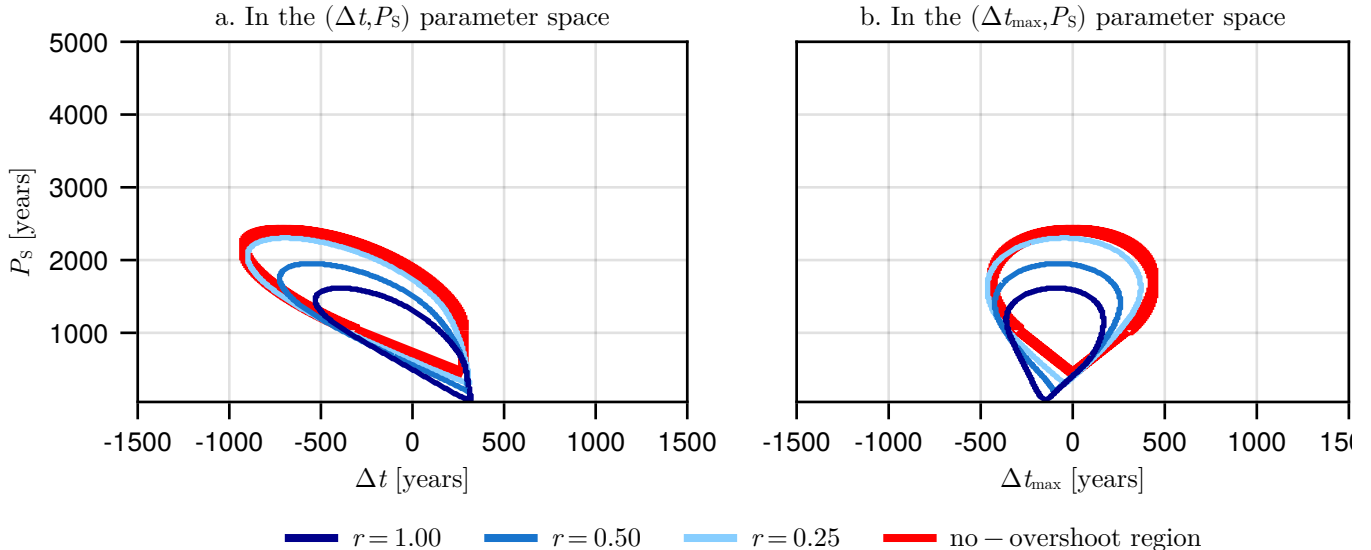 a. In the (Δt,P_S) parameter space
b. In the (Δt_max,P_S) parameter space
P_S [years]
5000
4000
3000
2000
1000
-1500 -1000 -500 0 500 1000 1500
-1500 -1000 -500 0 500 1000 150
Δt [years]
Δt_max [years]
r = 1.00 r = 0.50 r = 0.25 no − overshoot region